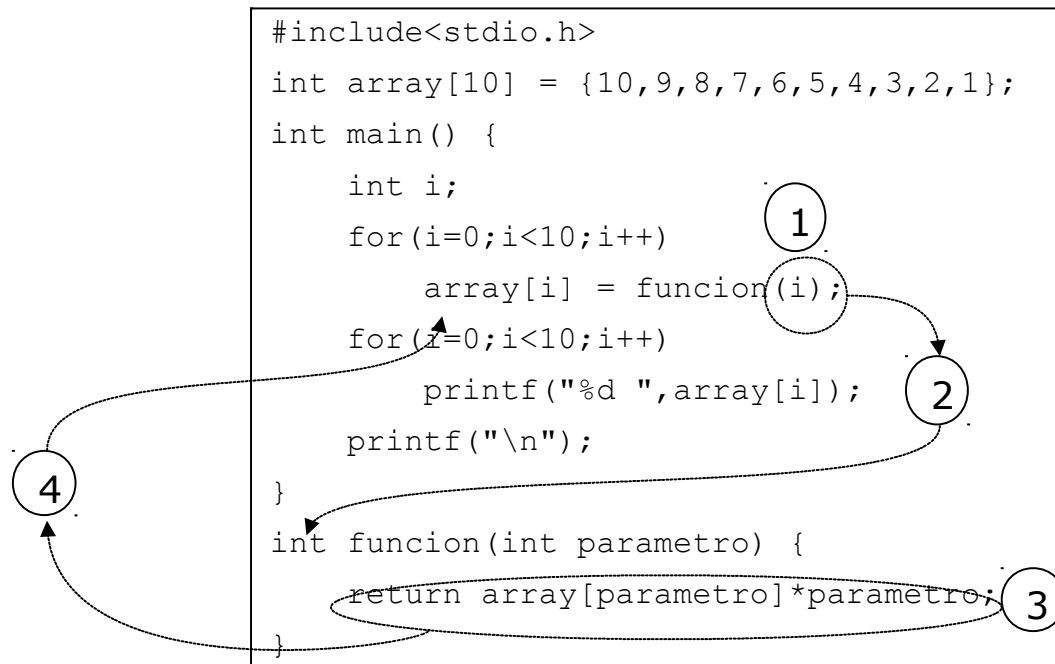 #include<stdio.h>
int array[10] = {10,9,8,7,6,5,4,3,2,1};
int main() {
int i;
for(i=0;i<10;i++)
1
array[i] = funcion(i);
for(i=0;i<10;i++)
printf("%d ",array[i]);
2
printf("\n");
4
}
int funcion(int parametro) {
return array[parametro]*parametro;
3
}